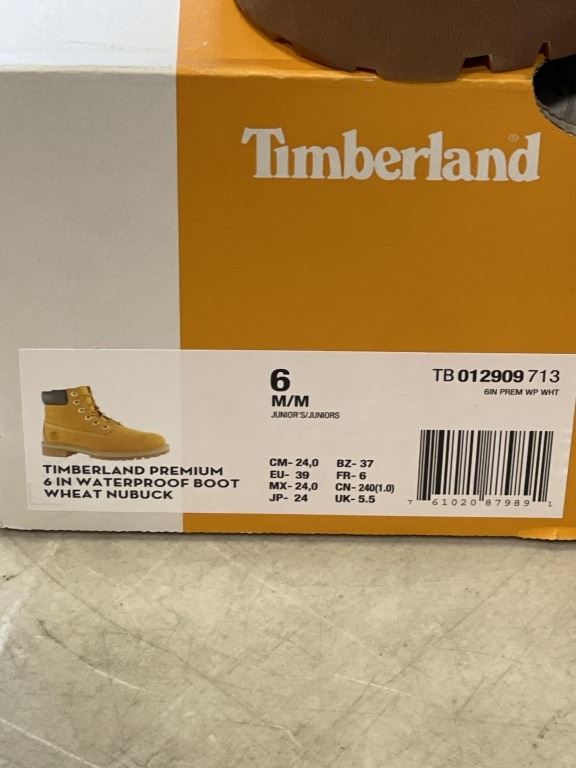 Timberland®
TB 012909 713
6IN PREM WP WHT
6
M/M
JUNIOR'S/JUNIORS
TIMBERLAND PREMIUM
6 IN WATERPROOF BOOT
WHEAT NUBUCK
CM- 24,0 BZ- 37
EU- 39 FR- 6
MX- 24,0 CN- 240(1.0)
JP- 24 UK- 5.5
7 61020 87989 1